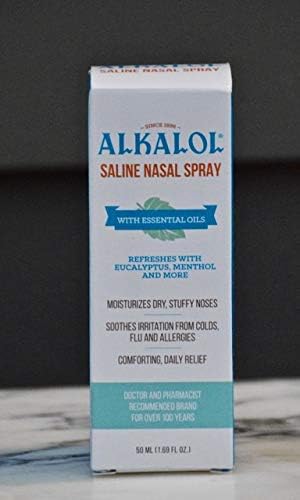 SINCE 1896
ALKALOL®
SALINE NASAL SPRAY
WITH ESSENTIAL OILS
REFRESHES WITH
EUCALYPTUS, MENTHOL
AND MORE
MOISTURIZES DRY, STUFFY NOSES
SOOTHES IRRITATION FROM COLDS,
FLU AND ALLERGIES
COMFORTING, DAILY RELIEF
DOCTOR AND PHARMACIST
RECOMMENDED BRAND
FOR OVER 100 YEARS
50 ML (1.69 FL OZ.)